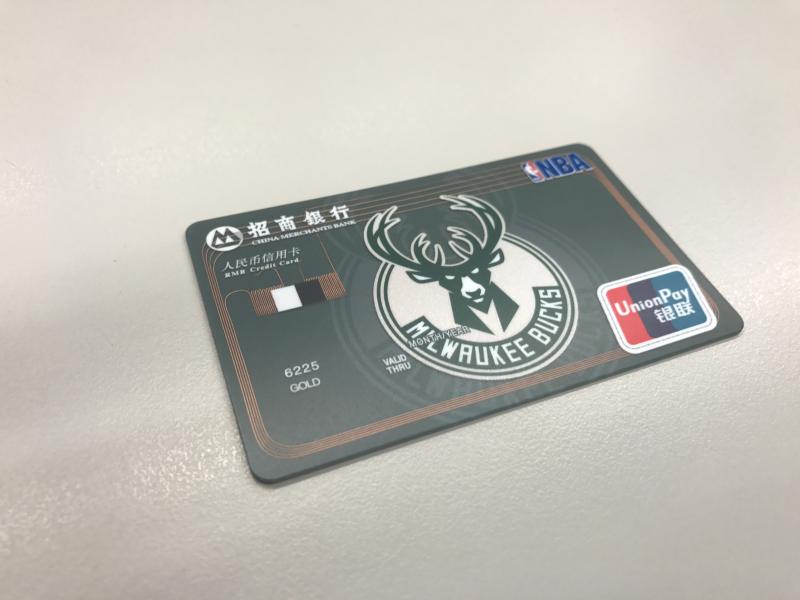 招商銀行
CHINA MERCHANTS BANK
人民币信用卡
RMB Credit Card
NBA
MILWAUKEE BUCKS
UnionPay
银联
6225
GOLD
MONTH/YEAR
VALID
THRU